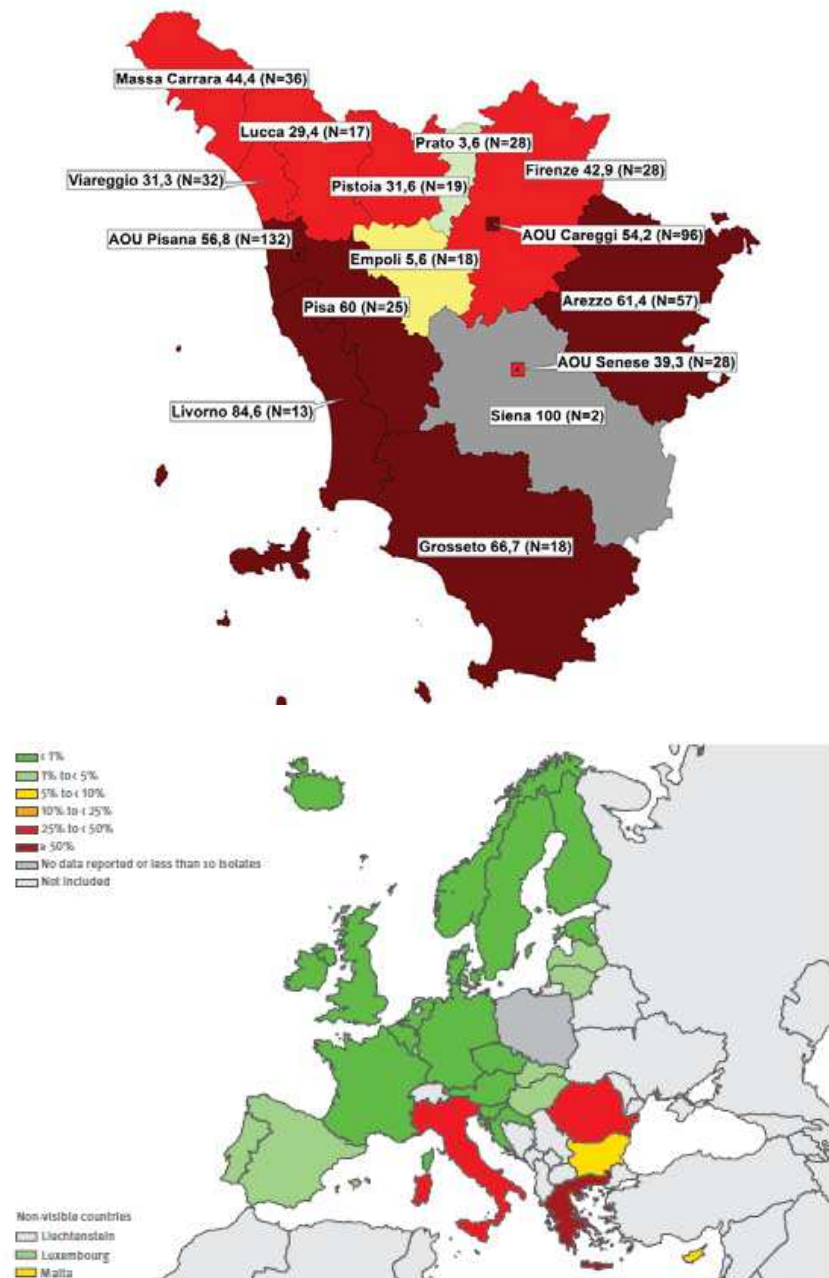 Massa Carrara 44,4 (N=36)
Lucca 29,4 (N=17)
Prato 3,6 (N=28)
Firenze 42,9 (N=28)
Viareggio 31,3 (N=32)
Pistoia 31,6 (N=19)
AOU Pisana 56,8 (N=132)
AOU Careggi 54,2 (N=96)
Empoli 5,6 (N=18)
Pisa 60 (N=25)
Arezzo 61,4 (N=57)
AOU Senese 39,3 (N=28)
Livorno 84,6 (N=13)
Siena 100 (N=2)
Grosseto 66,7 (N=18)
< 1%
1% to < 5%
5% to < 10%
10% to < 25%
25% to < 50%
≥ 50%
No data reported or less than 10 isolates
Not included
Non-visible countries
Liechtenstein
Luxembourg
Malta